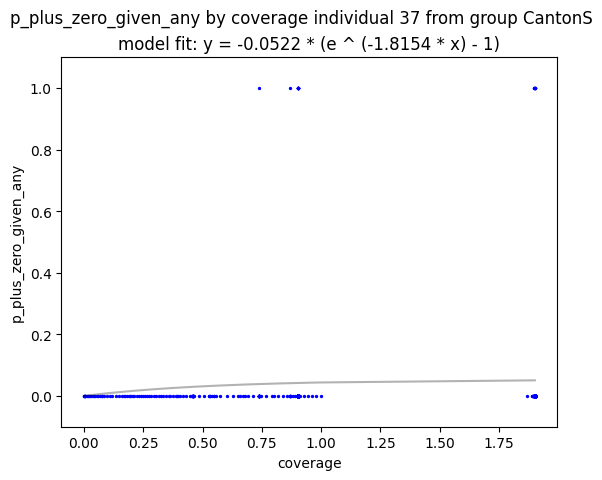 p_plus_zero_given_any by coverage individual 37 from group CantonS
model fit: y = -0.0522 * (e ^ (-1.8154 * x) - 1)
1.0
0.8
0.6
0.4
0.2
0.0
p_plus_zero_given_any
0.00 0.25 0.50 0.75 1.00 1.25 1.50 1.75
coverage